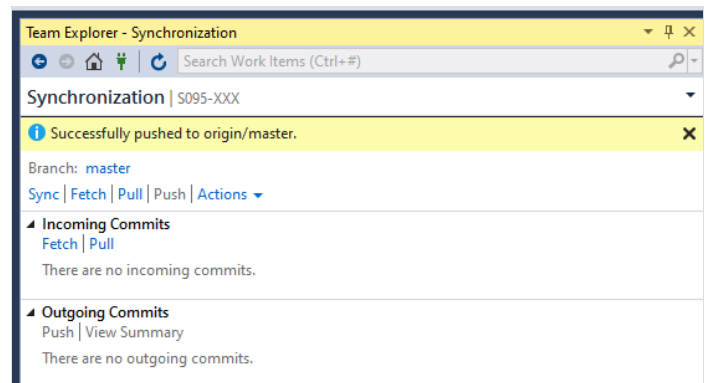 Team Explorer - Synchronization
Search Work Items (Ctrl+#)
Synchronization | S095-XXX
Successfully pushed to origin/master.
Branch: master
Sync | Fetch | Pull | Push | Actions
Incoming Commits
Fetch | Pull
There are no incoming commits.
Outgoing Commits
Push | View Summary
There are no outgoing commits.